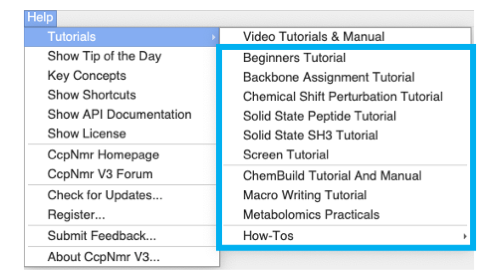 Help
Tutorials
Show Tip of the Day
Key Concepts
Show Shortcuts
Show API Documentation
Show License
CcpNmr Homepage
CcpNmr V3 Forum
Check for Updates...
Register...
Submit Feedback...
About CcpNmr V3...
Video Tutorials & Manual
Beginners Tutorial
Backbone Assignment Tutorial
Chemical Shift Perturbation Tutorial
Solid State Peptide Tutorial
Solid State SH3 Tutorial
Screen Tutorial
ChemBuild Tutorial And Manual
Macro Writing Tutorial
Metabolomics Practicals
How-Tos